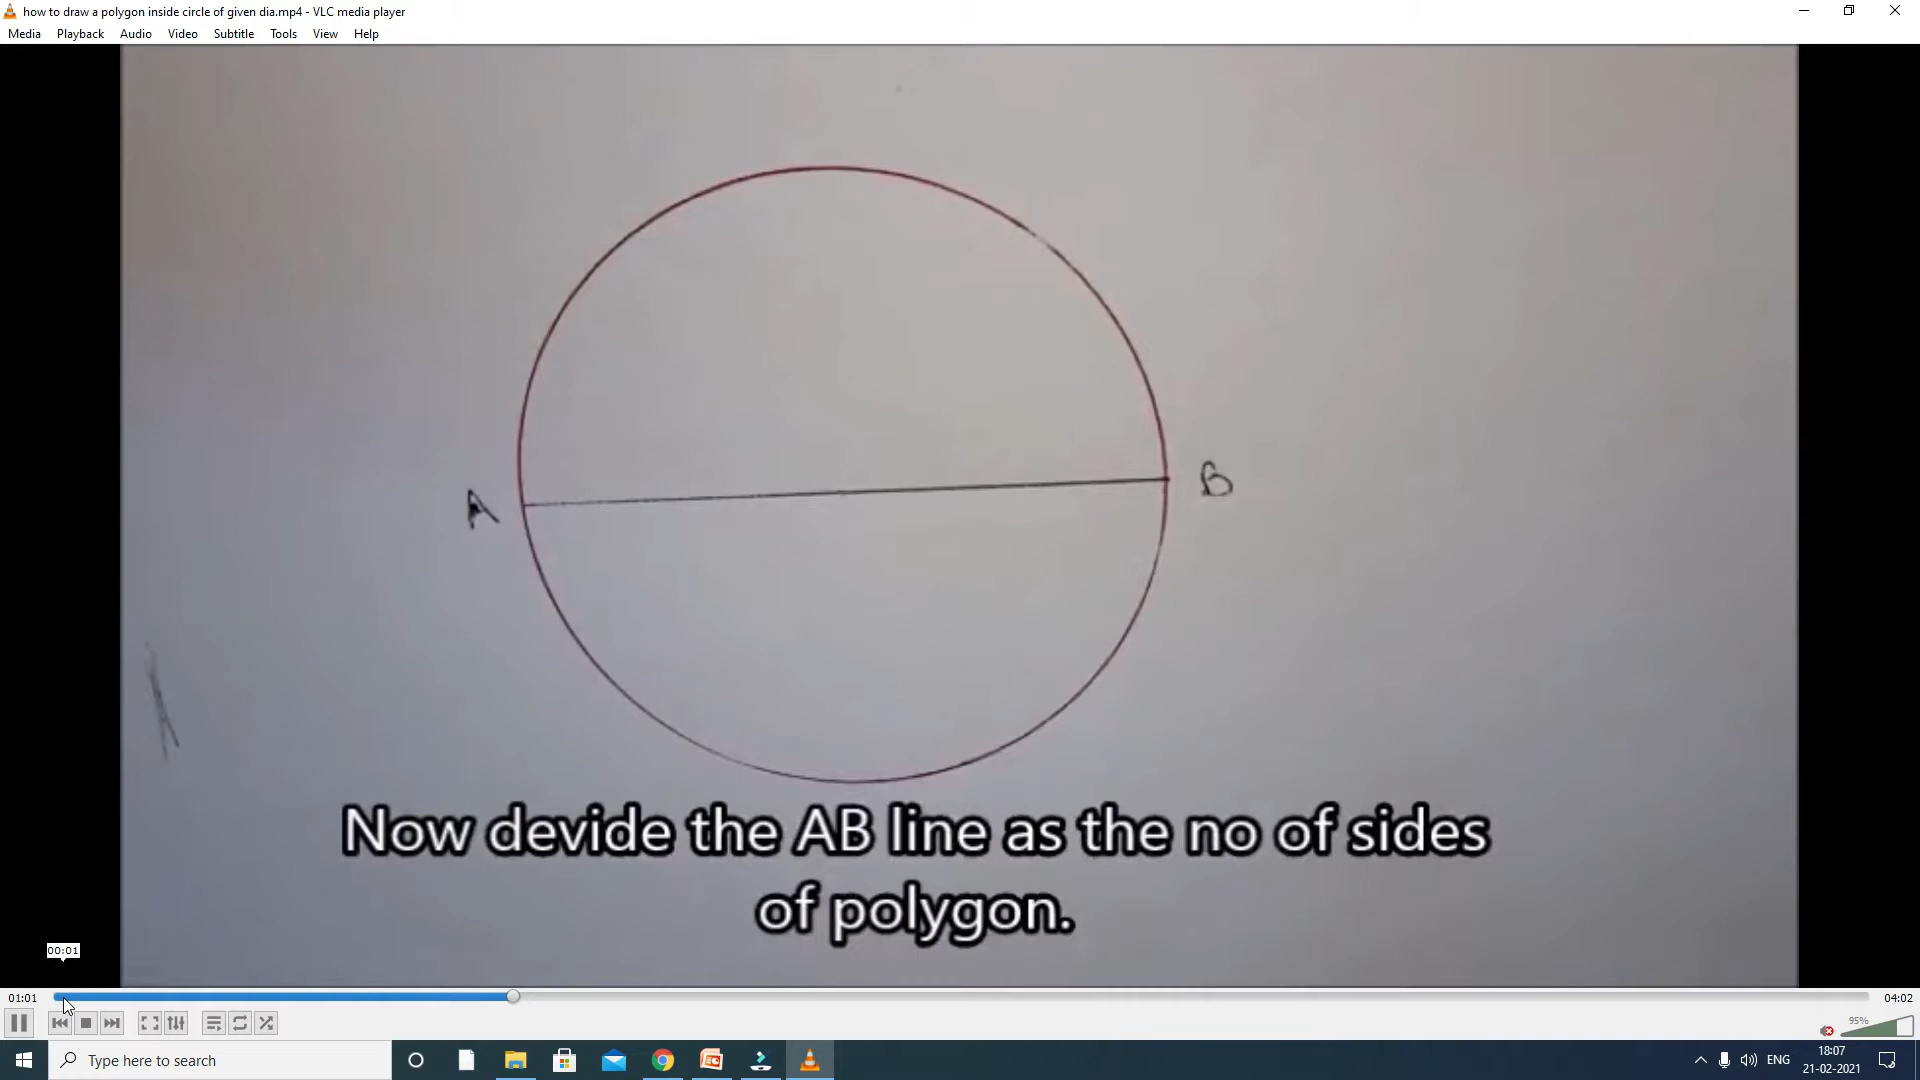 how to draw a polygon inside circle of given dia.mp4 - VLC media player
Media Playback Audio Video Subtitle Tools View Help
A
B
Now devide the AB line as the no of sides
of polygon.
00:01
01:01
04:02
95%
Type here to search
ENG
18:07
21-02-2021